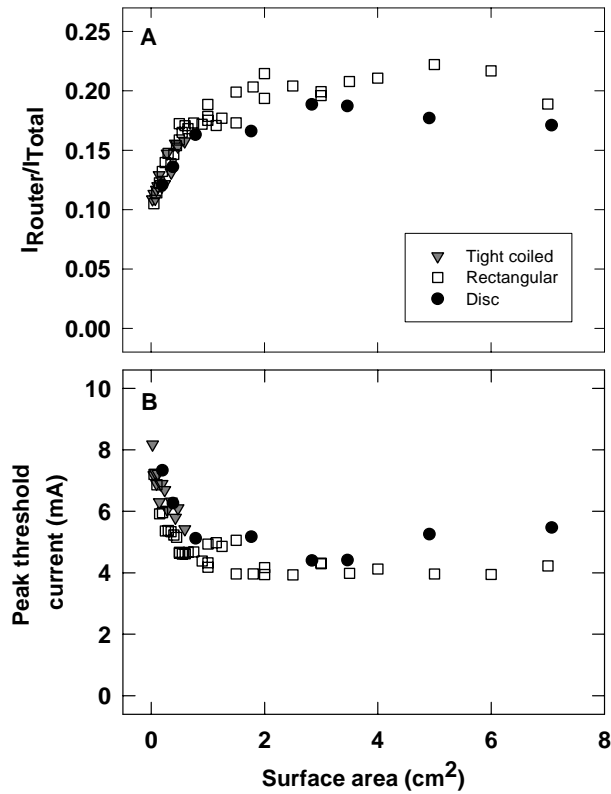 A
0.25
0.20
0.15
0.10
0.05
0.00
I_Router/I_Total
Tight coiled
Rectangular
Disc
B
10
8
6
4
2
0
Peak threshold
current (mA)
0 2 4 6 8
Surface area (cm²)